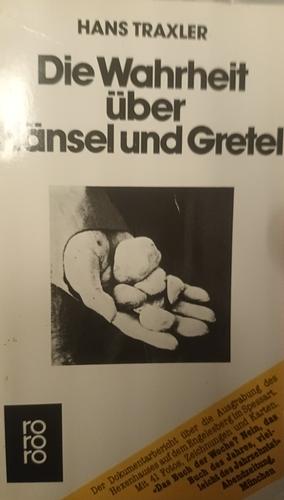 HANS TRAXLER
Die Wahrheit
über
Hänsel und Gretel
Der Dokumentarbericht über die Ausgrabung des
Hexenhauses auf dem Engelesberg im Spessart.
Mit 41 Fotos, Zeichnungen und Karten.
«Das Buch der Woche? Nein, das
Buch des Jahres, viel-
leicht des Jahrzehnts!»
Abendzeitung,
München
ro
ro
ro